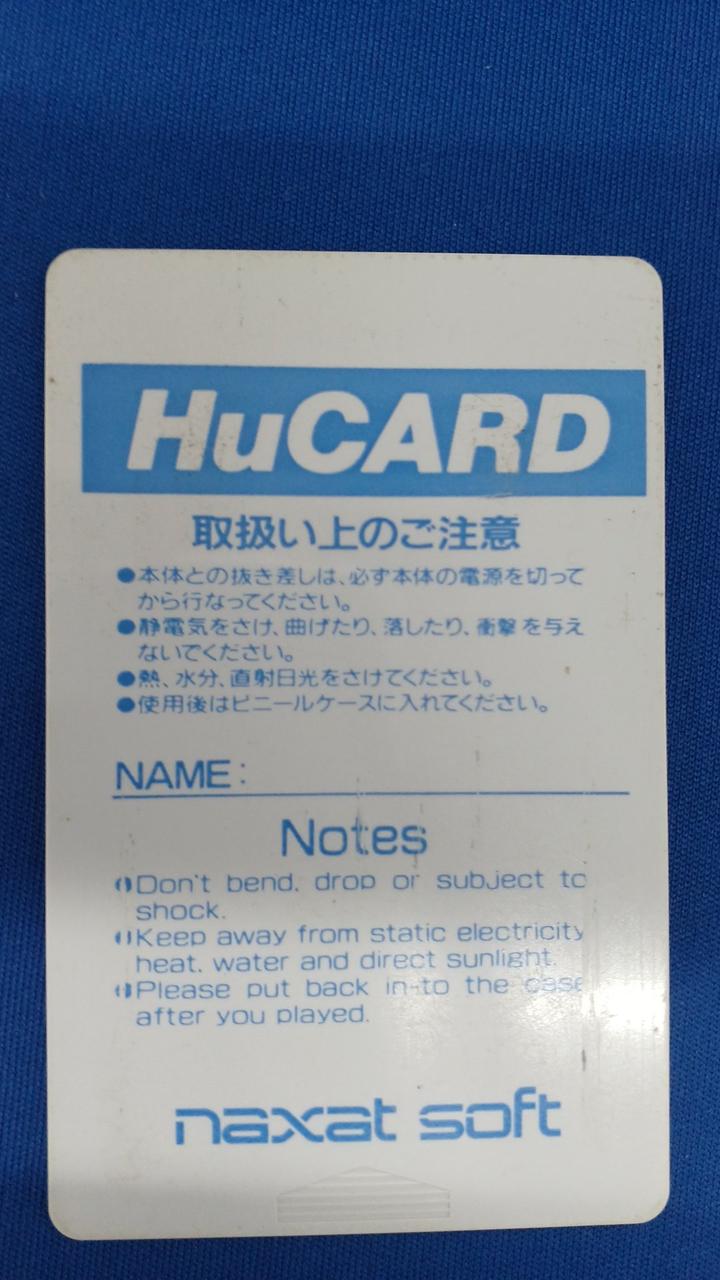 HuCARD
取扱い上のご注意
●本体との抜き差しは、必ず本体の電源を切って
から行なってください。
●静電気をさけ、曲げたり、落したり、衝撃を与え
ないでください。
●熱、水分、直射日光をさけてください。
●使用後はビニールケースに入れてください。
NAME:
Notes
●Don't bend, drop or subject to
shock.
●Keep away from static electricity
heat, water and direct sunlight.
●Please put back in-to the case
after you played.
naxat soft